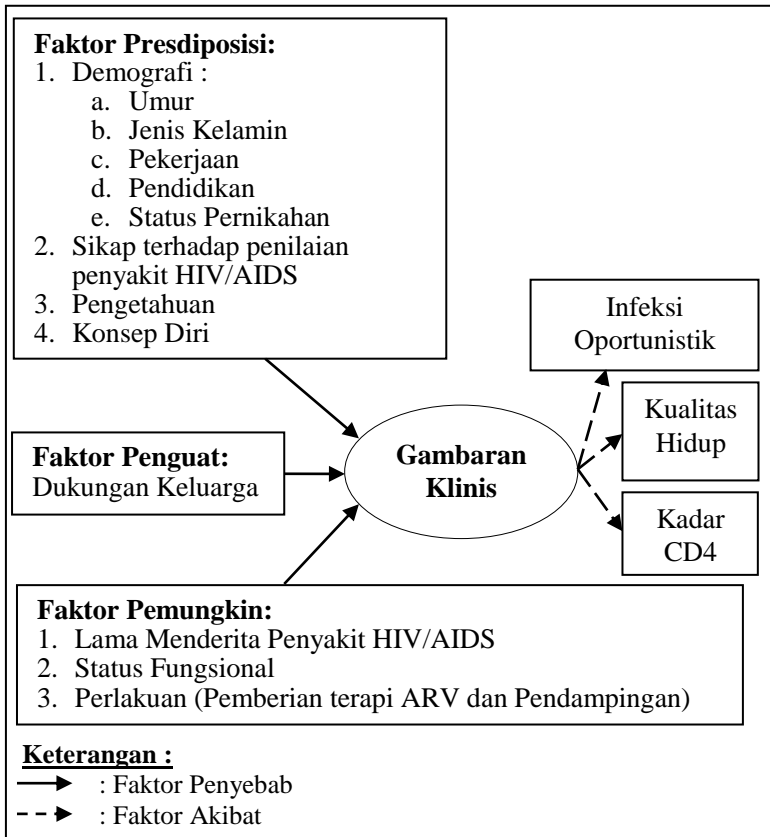 Faktor Presdiposisi:
1. Demografi :
a. Umur
b. Jenis Kelamin
c. Pekerjaan
d. Pendidikan
e. Status Pernikahan
2. Sikap terhadap penilaian
penyakit HIV/AIDS
3. Pengetahuan
4. Konsep Diri
Infeksi
Oportunistik
Kualitas
Hidup
Faktor Penguat:
Dukungan Keluarga
Gambaran
Klinis
Kadar
CD4
Faktor Pemungkin:
1. Lama Menderita Penyakit HIV/AIDS
2. Status Fungsional
3. Perlakuan (Pemberian terapi ARV dan Pendampingan)
Keterangan :
: Faktor Penyebab
: Faktor Akibat